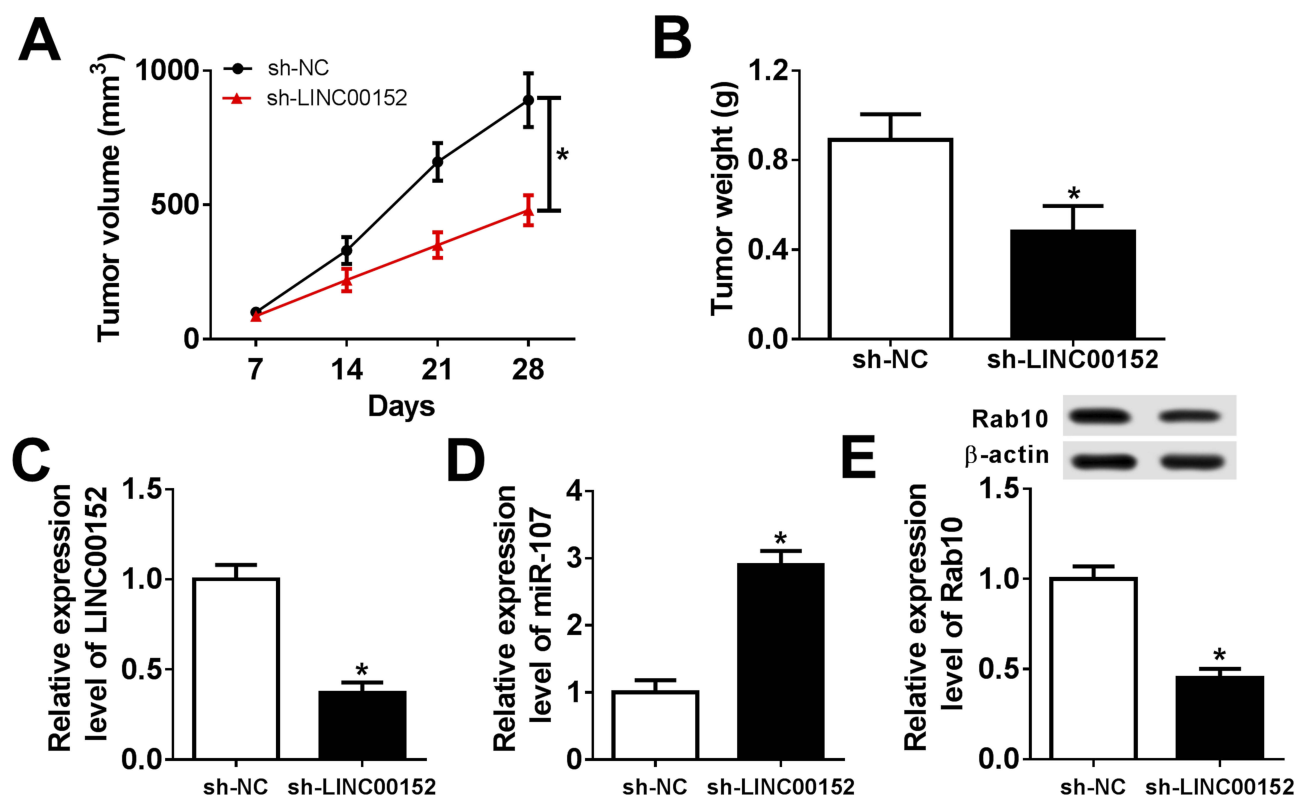 A
Tumor volume (mm³)
1000
500
0
sh-NC
sh-LINC00152
*
7 14 21 28
Days
B
Tumor weight (g)
1.2
0.8
0.4
0.0
*
sh-NC sh-LINC00152
C
Relative expression
level of LINC00152
1.5
1.0
0.5
0.0
*
sh-NC sh-LINC00152
D
Relative expression
level of miR-107
4
3
2
1
0
*
sh-NC sh-LINC00152
E
Rab10
β-actin
Relative expression
level of Rab10
1.5
1.0
0.5
0.0
*
sh-NC sh-LINC00152